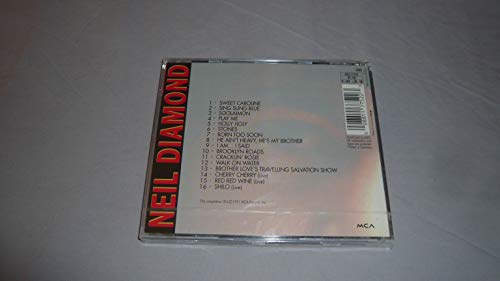 NEIL DIAMOND
1 - SWEET CAROLINE
2 - SING SUNG BLUE
3 - SOOLAIMON
4 - PLAY ME
5 - HOLLY HOLY
6 - STONES
7 - BORN TOO SOON
8 - HE AIN'T HEAVY, HE'S MY BROTHER
9 - I AM... I SAID
10 - BROOKLYN ROADS
11 - CRACKLIN' ROSIE
12 - WALK ON WATER
13 - BROTHER LOVE'S TRAVELLING SALVATION SHOW
14 - CHERRY CHERRY (Live)
15 - RED RED WINE (Live)
16 - SHILO (Live)
MCA